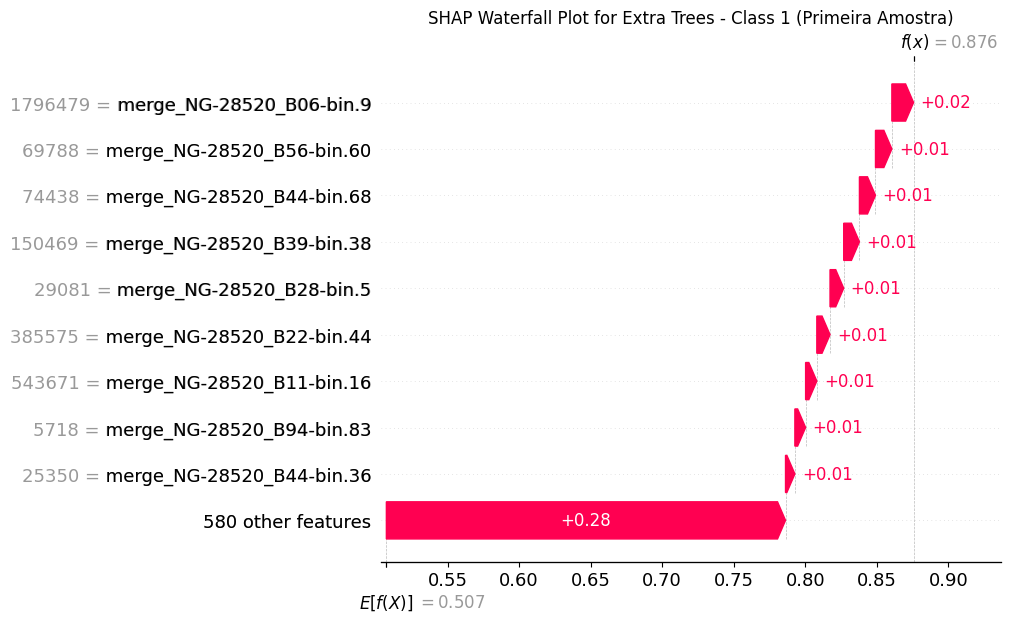 SHAP Waterfall Plot for Extra Trees - Class 1 (Primeira Amostra)
f(x) = 0.876
1796479 = merge_NG-28520_B06-bin.9 +0.02
69788 = merge_NG-28520_B56-bin.60 +0.01
74438 = merge_NG-28520_B44-bin.68 +0.01
150469 = merge_NG-28520_B39-bin.38 +0.01
29081 = merge_NG-28520_B28-bin.5 +0.01
385575 = merge_NG-28520_B22-bin.44 +0.01
543671 = merge_NG-28520_B11-bin.16 +0.01
5718 = merge_NG-28520_B94-bin.83 +0.01
25350 = merge_NG-28520_B44-bin.36 +0.01
580 other features +0.28
0.55 0.60 0.65 0.70 0.75 0.80 0.85 0.90
E[f(X)] = 0.507